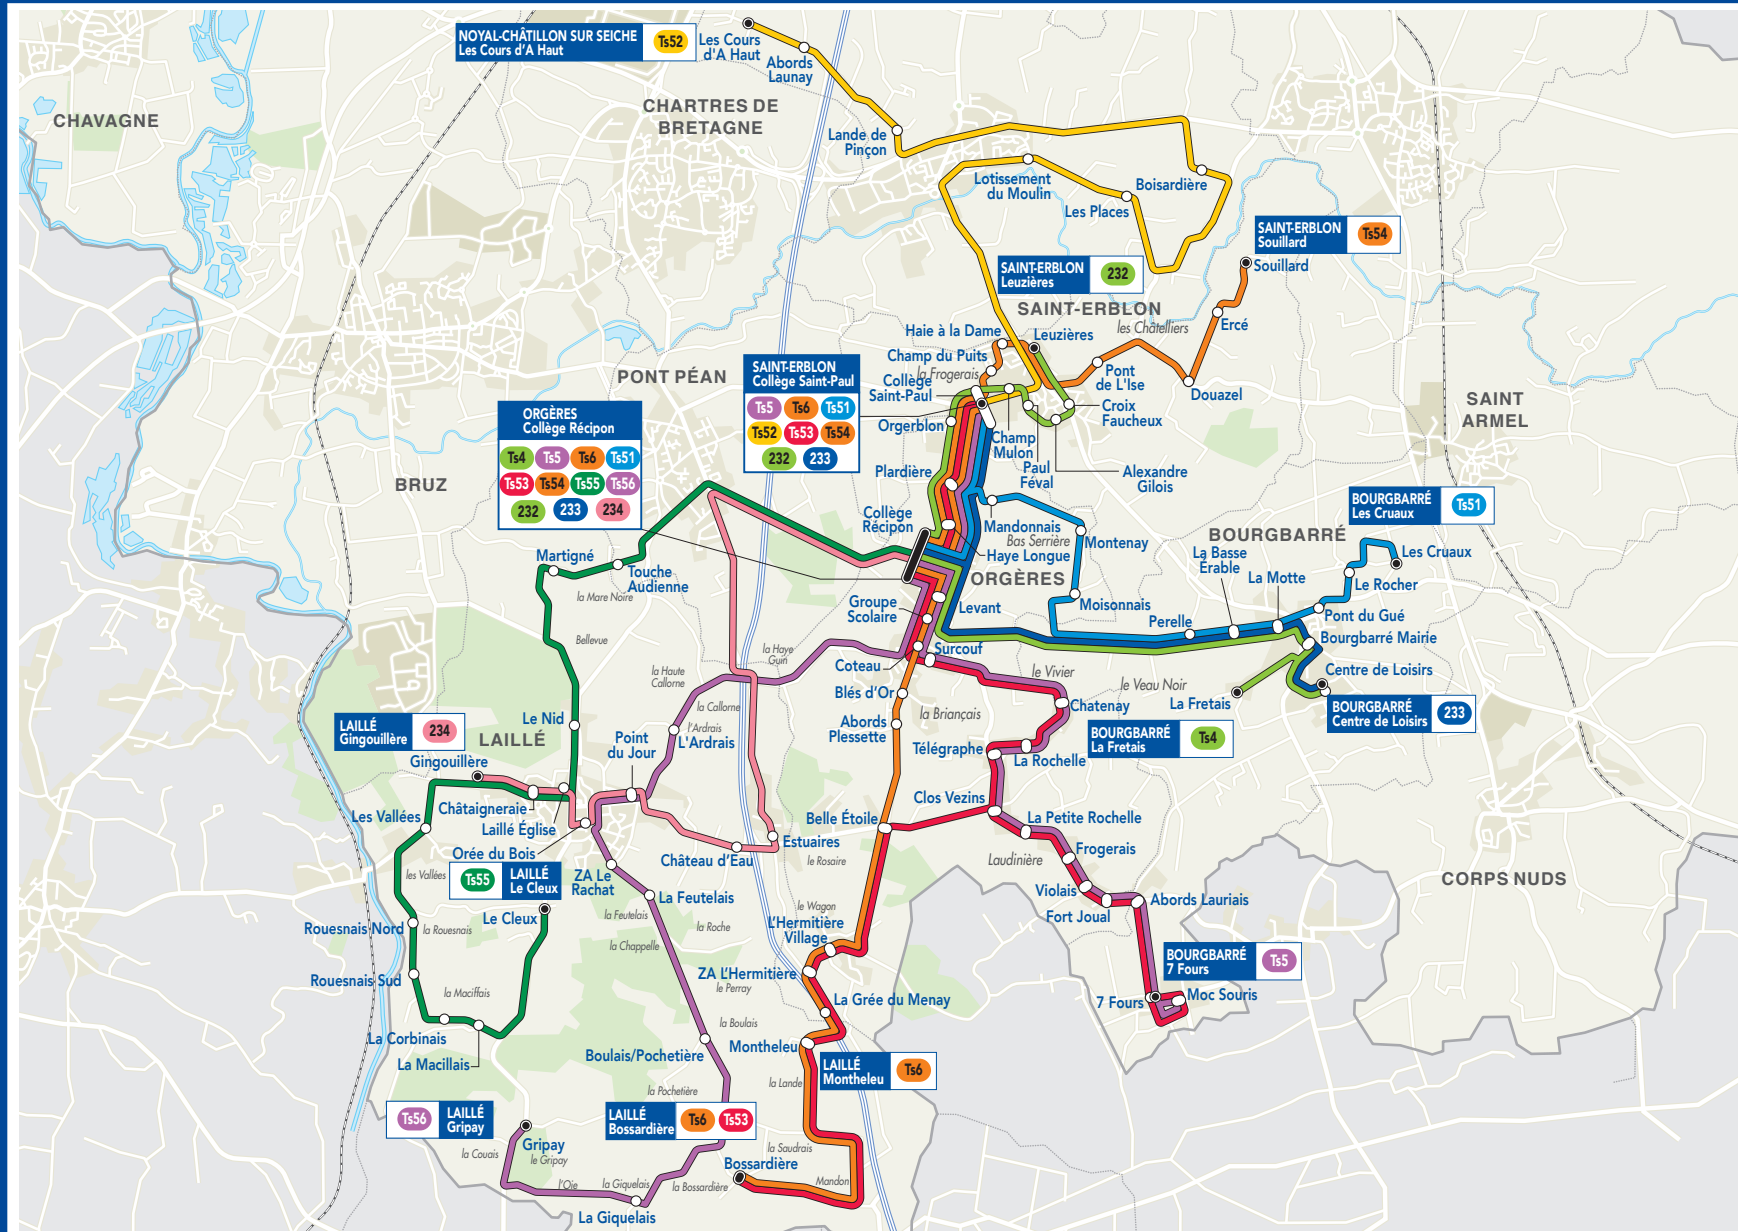 NOYAL-CHÂTILLON SUR SEICHE
Les Cours d'A Haut
Ts52
Les Cours
d'A Haut
Abords
Launay
CHAVAGNE
CHARTRES DE
BRETAGNE
Lande de
Pinçon
Lotissement
du Moulin
Boisardière
Les Places
SAINT-ERBLON
Souillard
Ts54
Souillard
SAINT-ERBLON
Leuzières
232
SAINT-ERBLON
les Châtelliers
Ercé
Haie à la Dame
Leuzières
Champ du Puits
la Frogerais
Pont
de L'Ise
Douazel
PONT PÉAN
SAINT-ERBLON
Collège Saint-Paul
Ts5
Ts6
Ts51
Ts52
Ts53
Ts54
232
233
Collège
Saint-Paul
Orgerblon
Croix
Faucheux
SAINT
ARMEL
ORGÈRES
Collège Récipon
Ts4
Ts5
Ts6
Ts51
Ts53
Ts54
Ts55
Ts56
232
233
234
Champ
Mulon
Paul
Féval
Alexandre
Gilois
Plardière
BRUZ
BOURGBARRÉ
Les Cruaux
Ts51
Collège
Récipon
Mandonnais
Bas Serrière
Montenay
Haye Longue
BOURGBARRÉ
La Basse
Érable
Les Cruaux
Martigné
Touche
Audienne
la Mare Noire
ORGÈRES
La Motte
Le Rocher
Groupe
Scolaire
Levant
Moisonnais
Perelle
Pont du Gué
Bellevue
la Haye
Guin
Surcouf
Bourgbarré Mairie
Coteau
la Haute
Callorne
le Vivier
le Veau Noir
Centre de Loisirs
Blés d'Or
Chatenay
La Fretais
la Callorne
la Briançais
BOURGBARRÉ
Centre de Loisirs
233
LAILLÉ
Gingouillère
234
LAILLÉ
Le Nid
Point
du Jour
l'Ardrais
L'Ardrais
Abords
Plessette
Télégraphe
La Rochelle
BOURGBARRÉ
La Fretais
Ts4
Gingouillère
Châtaigneraie
Les Vallées
Laillé Église
Clos Vezins
Belle Étoile
La Petite Rochelle
Orée du Bois
Château d'Eau
Estuaires
le Rosaire
Laudinière
Frogerais
les Vallées
Ts55
LAILLÉ
Le Cleux
ZA Le
Rachat
La Feutelais
CORPS NUDS
Violais
Fort Joual
Abords Lauriais
Le Cleux
la Feutelais
le Wagon
Rouesnais Nord
la Rouesnais
la Roche
L'Hermitière
Village
la Chappelle
BOURGBARRÉ
7 Fours
Ts5
Rouesnais Sud
ZA L'Hermitière
le Perray
la Maciffais
La Grée du Menay
7 Fours
Moc Souris
la Boulais
La Corbinais
Montheleu
Boulais/Pochetière
La Macillais
LAILLÉ
Montheleu
Ts6
la Lande
la Pochetière
Ts56
LAILLÉ
Gripay
LAILLÉ
Bossardière
Ts6
Ts53
Gripay
la Couais
le Gripay
la Saudrais
Bossardière
l'Oie
la Giquelais
la Bossardière
Mandon
La Giquelais